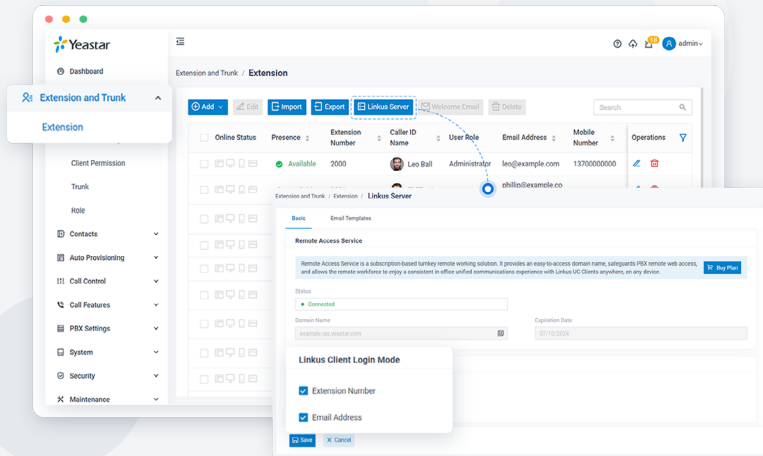 Yeastar
18
admin
Dashboard
Extension and Trunk / Extension
Extension and Trunk
Extension
Add
Edit
Import
Export
Linkus Server
Welcome Email
Delete
Search
Online Status
Presence
Extension
Number
Caller ID
Name
User Role
Email Address
Mobile
Number
Operations
Available
2000
Leo Ball
Administrator
leo@example.com
13700000000
phillip@example.co
Client Permission
Trunk
Role
Contacts
Auto Provisioning
Call Control
Call Features
PBX Settings
System
Security
Maintenance
Extension and Trunk / Extension / Linkus Server
Basic
Email Templates
Remote Access Service
Remote Access Service is a subscription-based turnkey remote working solution. It provides an easy-to-access domain name, safeguards PBX remote web access,
and allows the remote workforce to enjoy a consistent in office unified communications experience with Linkus UC Clients anywhere, on any device.
Buy Plan
Status
Connected
Domain Name
example.ras.yeastar.com
Expiration Date
07/10/2024
Linkus Client Login Mode
Extension Number
Email Address
Save
Cancel